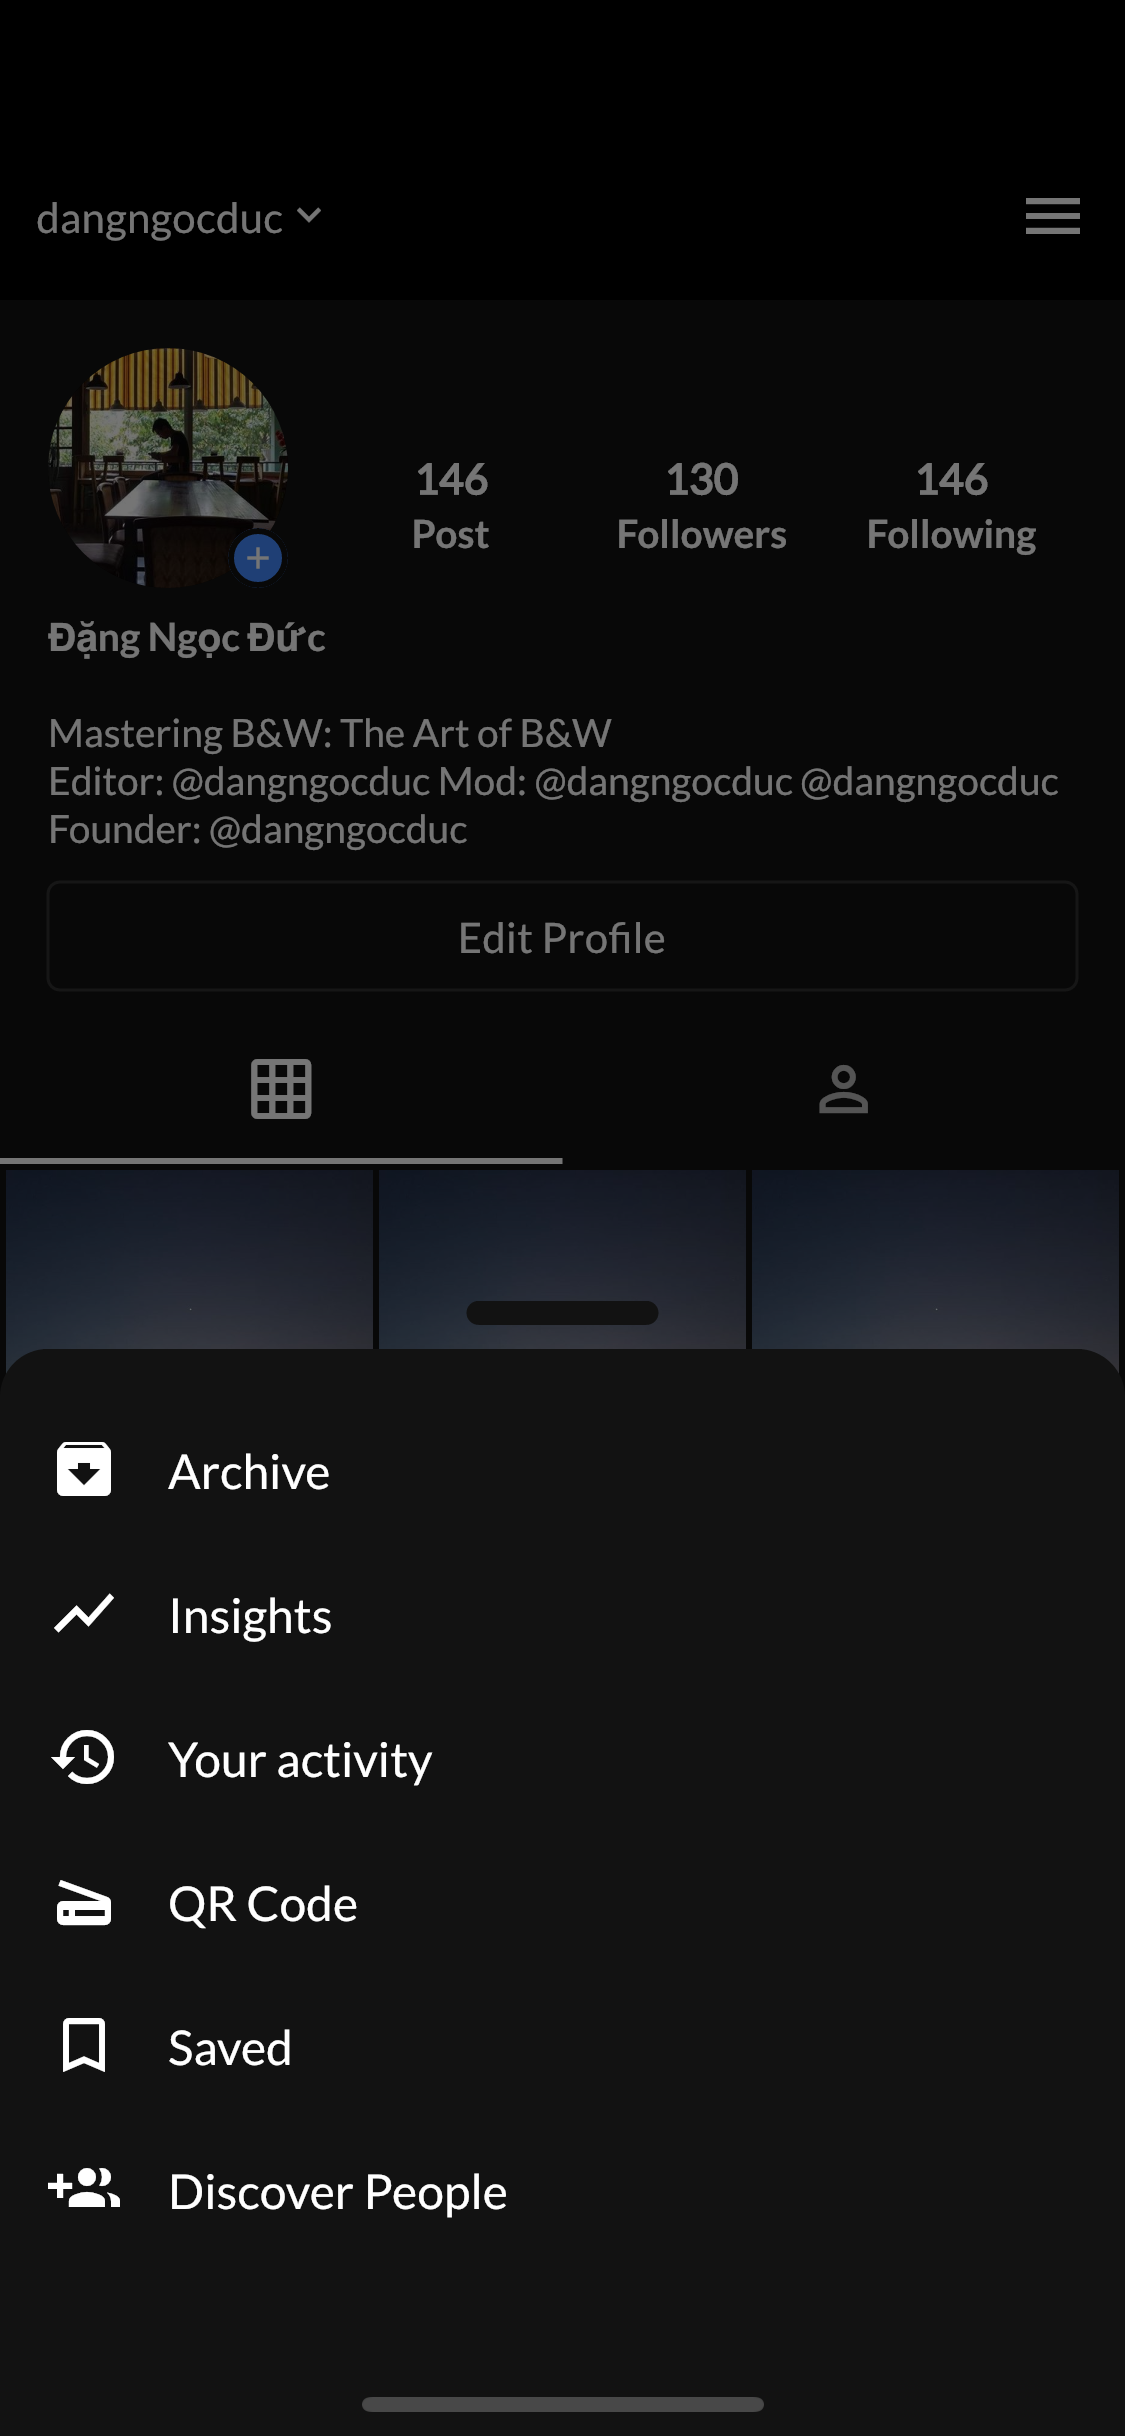 dangngocduc
146
130
146
Post
Followers
Following
Đặng Ngọc Đức
Mastering B&W: The Art of B&W
Editor: @dangngocduc Mod: @dangngocduc @dangngocduc
Founder: @dangngocduc
Edit Profile
Archive
Insights
Your activity
QR Code
Saved
Discover People